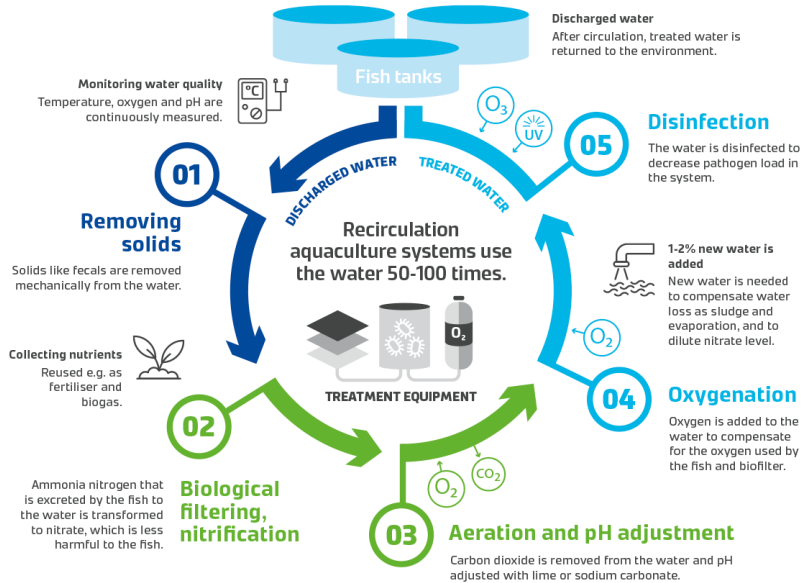 Discharged water
After circulation, treated water is
returned to the environment.
Fish tanks
Monitoring water quality
Temperature, oxygen and pH are
continuously measured.
°C
O3
UV
05
Disinfection
The water is disinfected to
decrease pathogen load in
the system.
DISCHARGED WATER
TREATED WATER
01
Removing
solids
Solids like fecals are removed
mechanically from the water.
Recirculation
aquaculture systems use
the water 50-100 times.
O2
TREATMENT EQUIPMENT
1-2% new water is
added
New water is needed
to compensate water
loss as sludge and
evaporation, and to
dilute nitrate level.
O2
Collecting nutrients
Reused e.g. as
fertiliser and
biogas.
04
Oxygenation
Oxygen is added to the
water to compensate
for the oxygen used by
the fish and biofilter.
02
Biological
filtering,
nitrification
Ammonia nitrogen that
is excreted by the fish to
the water is transformed
to nitrate, which is less
harmful to the fish.
O2
CO2
03
Aeration and pH adjustment
Carbon dioxide is removed from the water and pH
adjusted with lime or sodium carbonate.